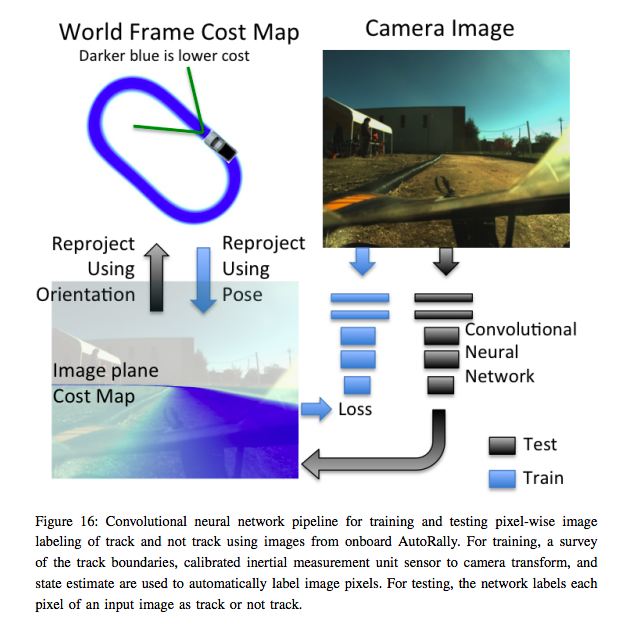 World Frame Cost Map
Darker blue is lower cost
Camera Image
Reproject
Using
Orientation
Reproject
Using
Pose
Image plane
Cost Map
Convolutional
Neural
Network
Loss
Test
Train
Figure 16: Convolutional neural network pipeline for training and testing pixel-wise image
labeling of track and not track using images from onboard AutoRally. For training, a survey
of the track boundaries, calibrated inertial measurement unit sensor to camera transform, and
state estimate are used to automatically label image pixels. For testing, the network labels each
pixel of an input image as track or not track.